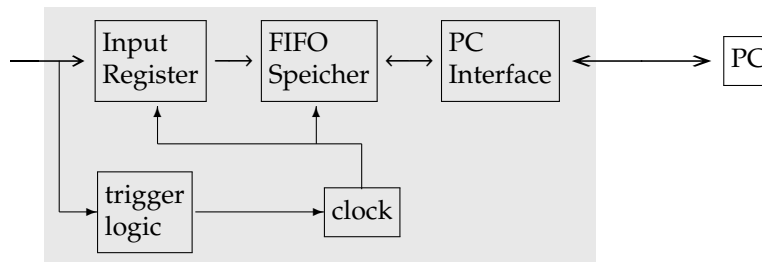 Input
Register
FIFO
Speicher
PC
Interface
PC
trigger
logic
clock